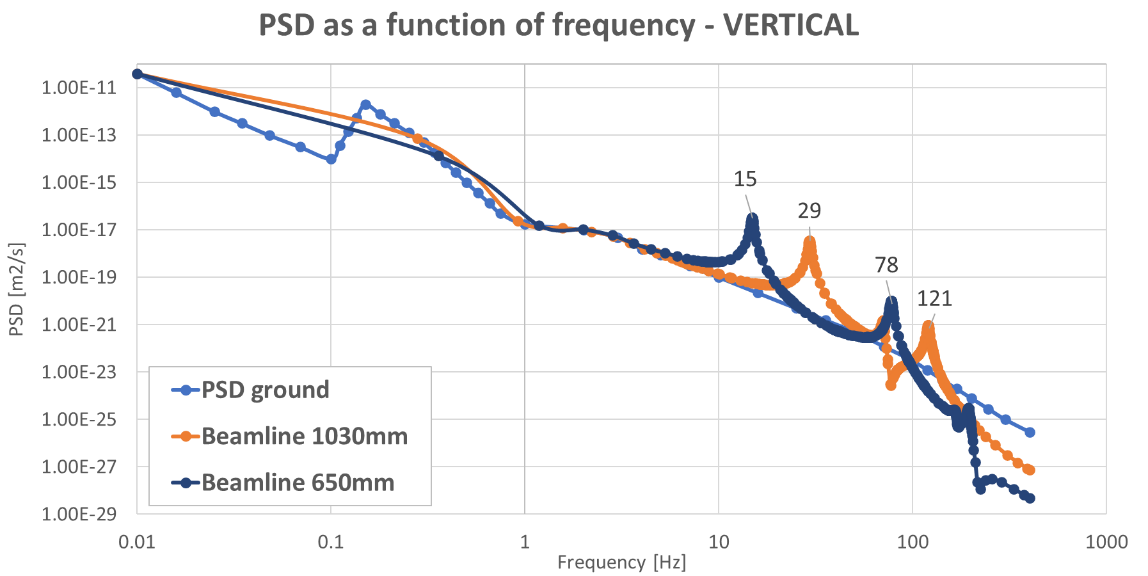 PSD as a function of frequency - VERTICAL
PSD [m2/s]
1.00E-11
1.00E-13
1.00E-15
1.00E-17
1.00E-19
1.00E-21
1.00E-23
1.00E-25
1.00E-27
1.00E-29
15
29
78
121
PSD ground
Beamline 1030mm
Beamline 650mm
0.01 0.1 1 10 100 1000
Frequency [Hz]